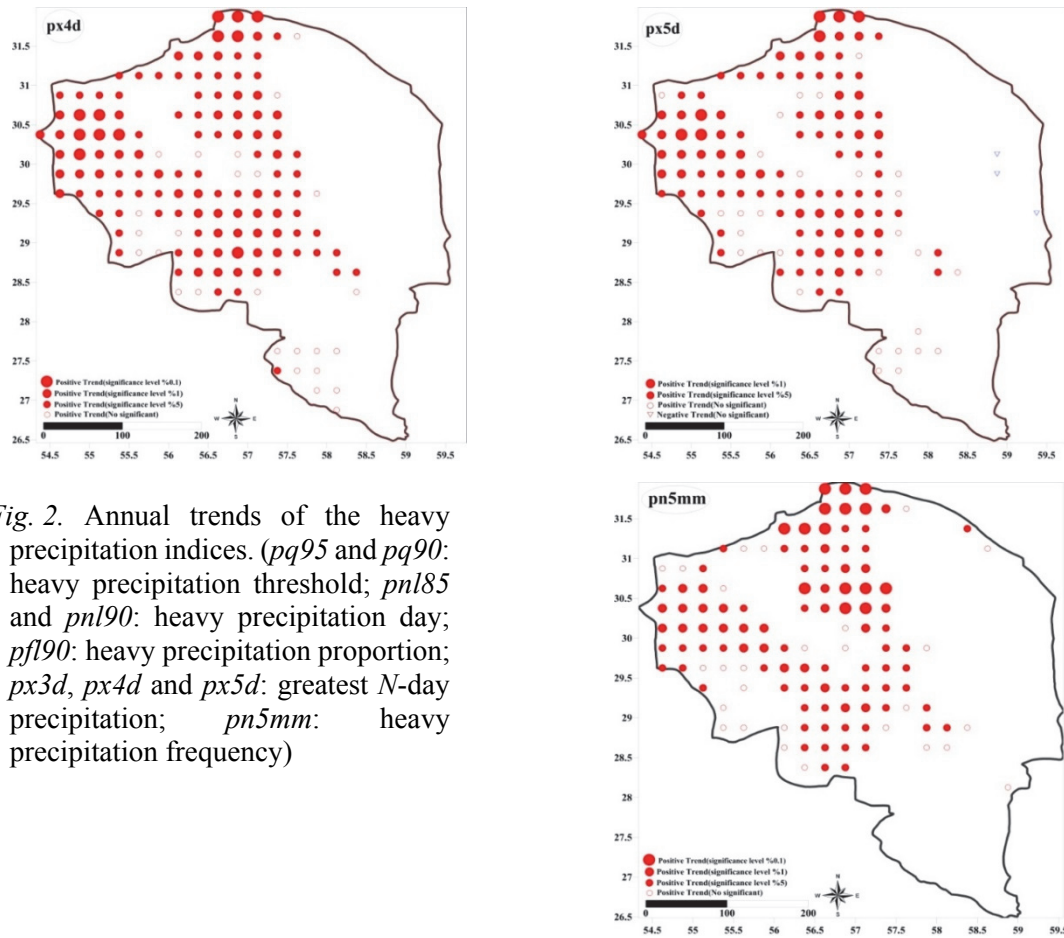 px4d
31.5
31
30.5
30
29.5
29
28.5
28
27.5
27
26.5
Positive Trend(significance level %0.1)
Positive Trend(significance level %1)
Positive Trend(significance level %5)
Positive Trend(No significant)
N
W E
S
0 100 200
54.5 55 55.5 56 56.5 57 57.5 58 58.5 59 59.5
px5d
31.5
31
30.5
30
29.5
29
28.5
28
27.5
27
26.5
Positive Trend(significance level %1)
Positive Trend(significance level %5)
Positive Trend(No significant)
Negative Trend(No significant)
N
W E
S
0 100 200
54.5 55 55.5 56 56.5 57 57.5 58 58.5 59 59.5
Fig. 2. Annual trends of the heavy
precipitation indices. (pq95 and pq90:
heavy precipitation threshold; pnl85
and pnl90: heavy precipitation day;
pfl90: heavy precipitation proportion;
px3d, px4d and px5d: greatest N-day
precipitation; pn5mm: heavy
precipitation frequency)
pn5mm
31.5
31
30.5
30
29.5
29
28.5
28
27.5
27
26.5
Positive Trend(significance level %0.1)
Positive Trend(significance level %1)
Positive Trend(significance level %5)
Positive Trend(No significant)
N
W E
S
0 100 200
54.5 55 55.5 56 56.5 57 57.5 58 58.5 59 59.5